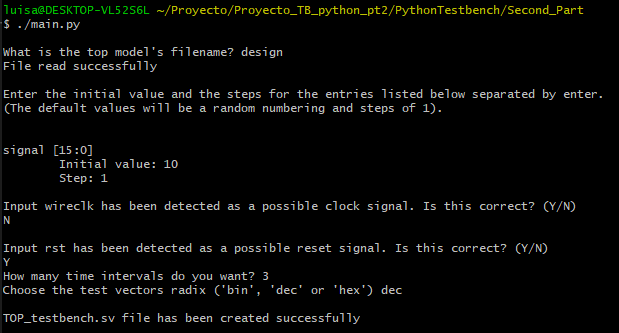 luisa@DESKTOP-VL52S6L ~/Proyecto/Proyecto_TB_python_pt2/PythonTestbench/Second_Part
$ ./main.py
What is the top model's filename? design
File read successfully
Enter the initial value and the steps for the entries listed below separated by enter.
(The default values will be a random numbering and steps of 1).
signal [15:0]
Initial value: 10
Step: 1
Input wireclk has been detected as a possible clock signal. Is this correct? (Y/N)
N
Input rst has been detected as a possible reset signal. Is this correct? (Y/N)
Y
How many time intervals do you want? 3
Choose the test vectors radix ('bin', 'dec' or 'hex') dec
TOP_testbench.sv file has been created successfully